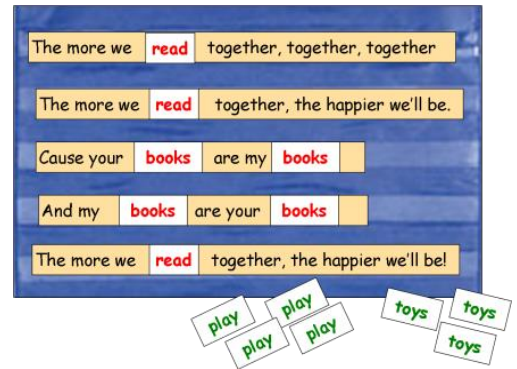 The more we read together, together, together
The more we read together, the happier we'll be.
Cause your books are my books
And my books are your books
The more we read together, the happier we'll be!
play play toys toys
play play toys